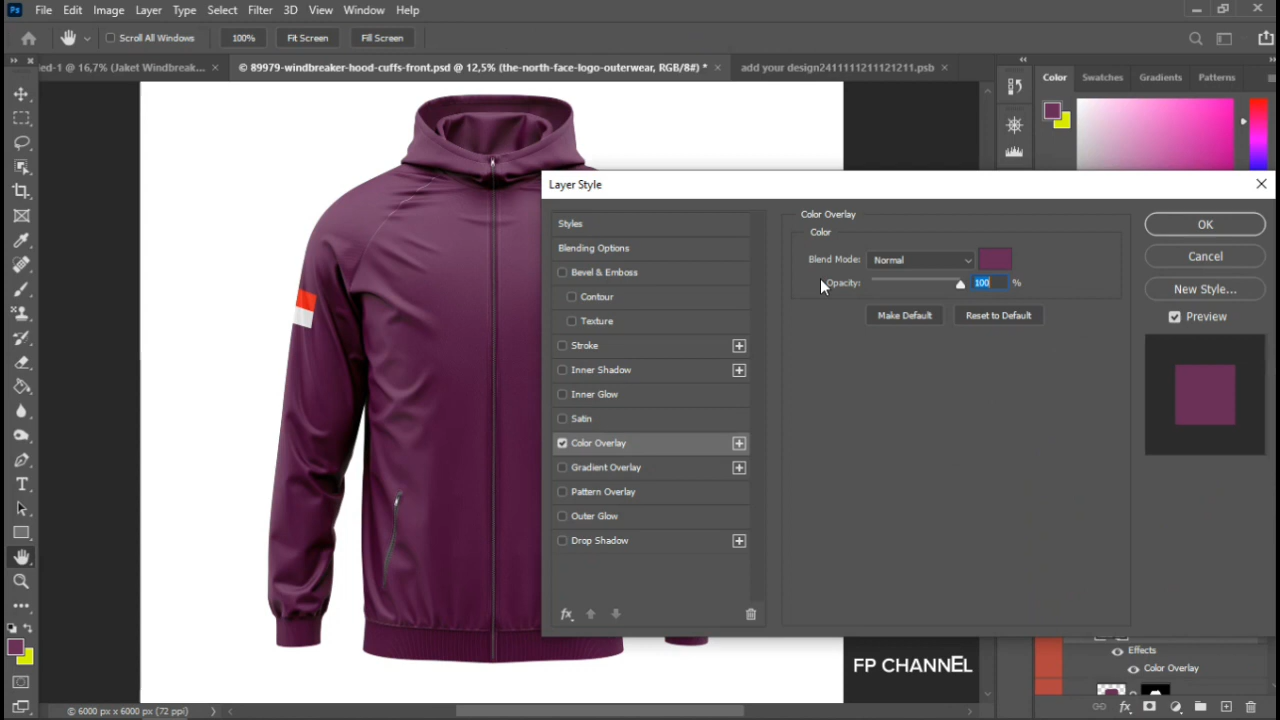 Ps File Edit Image Layer Type Select Filter 3D View Window Help
Scroll All Windows 100% Fit Screen Fill Screen
ed-1 @ 16,7% (Jaket Windbreak... × © 89979-windbreaker-hood-cuffs-front.psd @ 12,5% (the-north-face-logo-outerwear, RGB/8#) * × add your design2411111211121211.psb ×
Color Swatches Gradients Patterns
Layer Style
Styles
Blending Options
Bevel & Emboss
Contour
Texture
Stroke
Inner Shadow
Inner Glow
Satin
Color Overlay
Gradient Overlay
Pattern Overlay
Outer Glow
Drop Shadow
fx
Color Overlay
Color
Blend Mode: Normal
Opacity: 100 %
Make Default Reset to Default
OK
Cancel
New Style...
Preview
FP CHANNEL
Effects
Color Overlay
fx
© 6000 px x 6000 px (72 ppi)